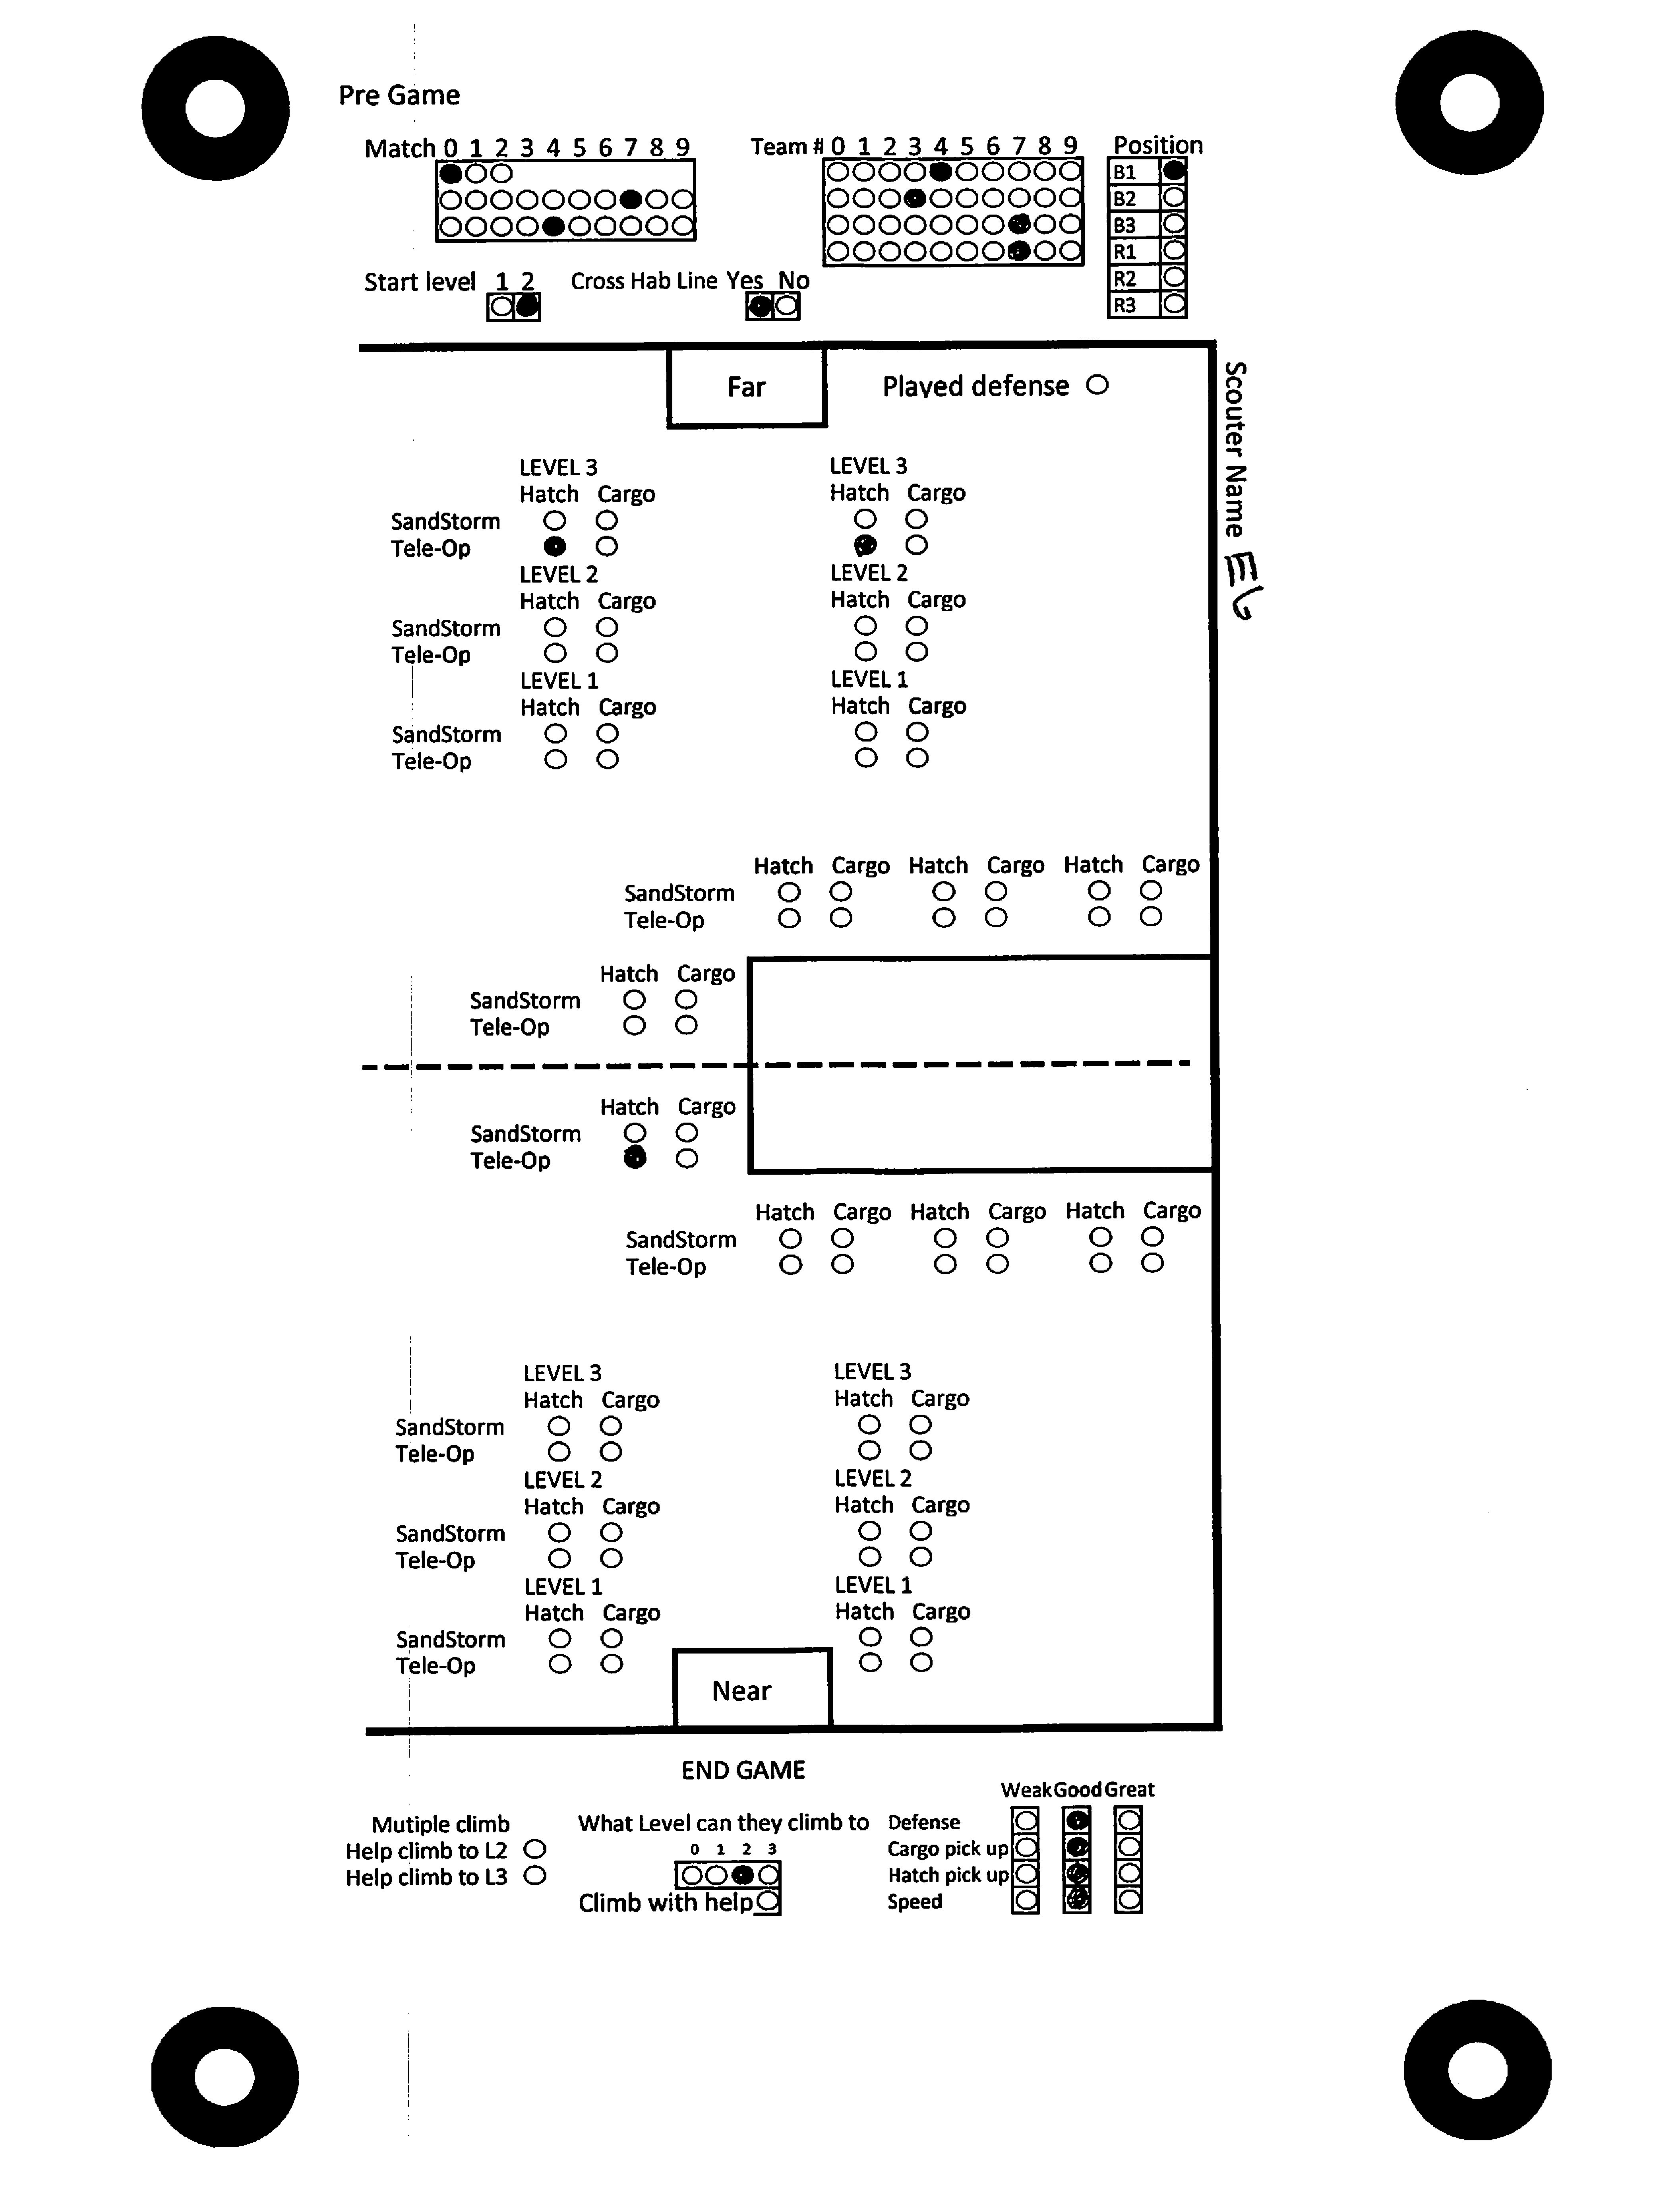 Pre Game
Match 0 1 2 3 4 5 6 7 8 9
Team # 0 1 2 3 4 5 6 7 8 9
Position
B1
B2
B3
R1
R2
R3
Start level 1 2
Cross Hab Line Yes No
Far
Played defense
Scouter Name
LEVEL 3 LEVEL 3
Hatch Cargo Hatch Cargo
SandStorm
Tele-Op
LEVEL 2 LEVEL 2
Hatch Cargo Hatch Cargo
SandStorm
Tele-Op
LEVEL 1 LEVEL 1
Hatch Cargo Hatch Cargo
SandStorm
Tele-Op
Hatch Cargo Hatch Cargo Hatch Cargo
SandStorm
Tele-Op
Hatch Cargo
SandStorm
Tele-Op
Hatch Cargo
SandStorm
Tele-Op
Hatch Cargo Hatch Cargo Hatch Cargo
SandStorm
Tele-Op
LEVEL 3 LEVEL 3
Hatch Cargo Hatch Cargo
SandStorm
Tele-Op
LEVEL 2 LEVEL 2
Hatch Cargo Hatch Cargo
SandStorm
Tele-Op
LEVEL 1 LEVEL 1
Hatch Cargo Hatch Cargo
SandStorm
Tele-Op
Near
END GAME
Mutiple climb
Help climb to L2
Help climb to L3
What Level can they climb to
0 1 2 3
Climb with help
Weak Good Great
Defense
Cargo pick up
Hatch pick up
Speed